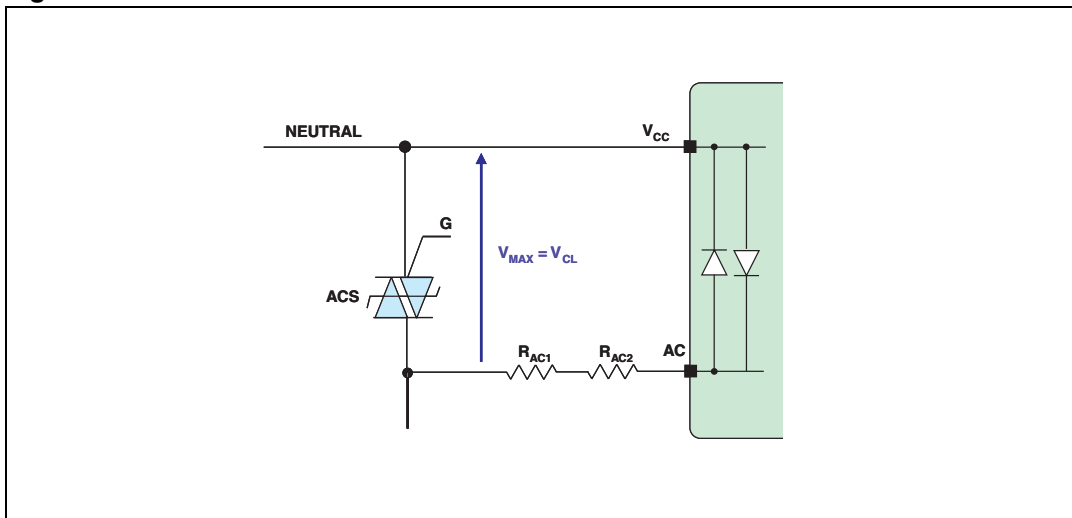 NEUTRAL
VCC
G
VMAX = VCL
ACS
RAC1
RAC2
AC